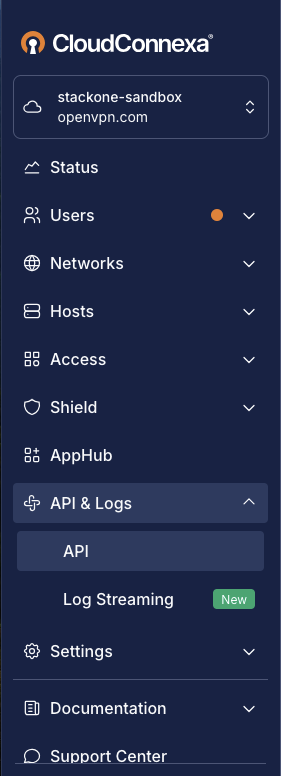 CloudConnexa®
stackone-sandbox
openvpn.com
Status
Users
Networks
Hosts
Access
Shield
AppHub
API & Logs
API
Log Streaming New
Settings
Documentation
Support Center